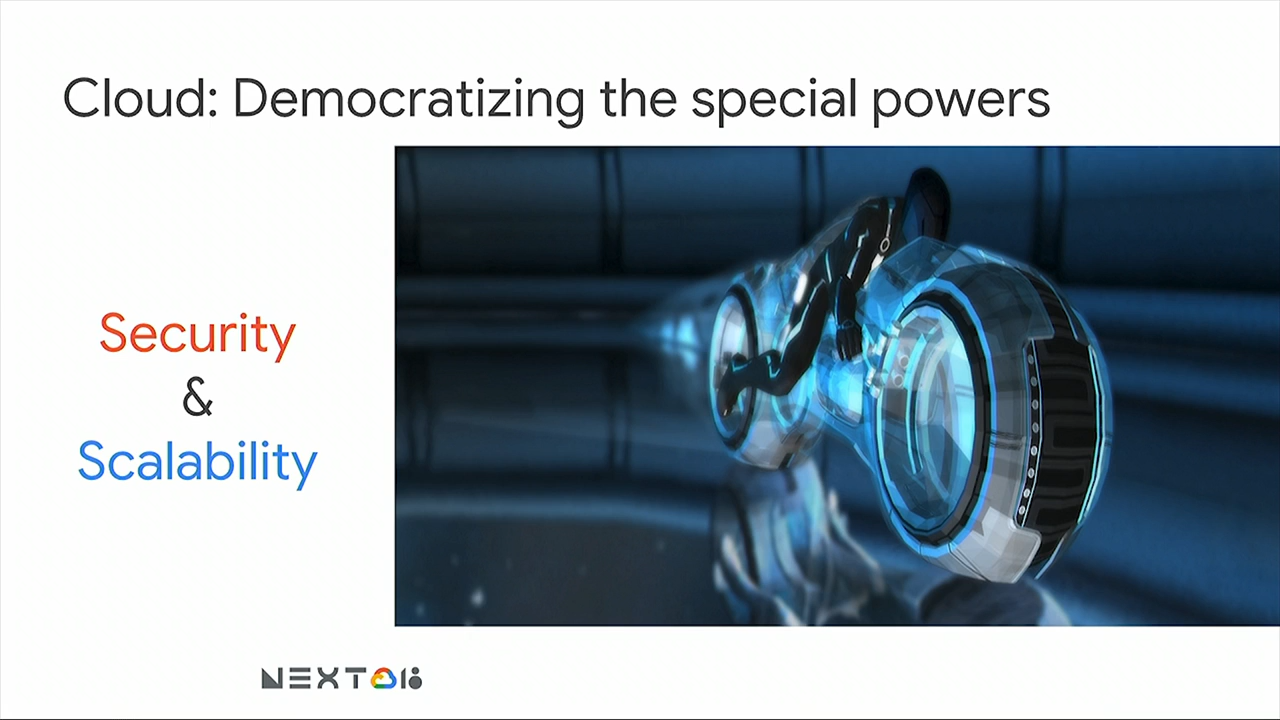 Cloud: Democratizing the special powers
Security
&
Scalability
NEXT 18